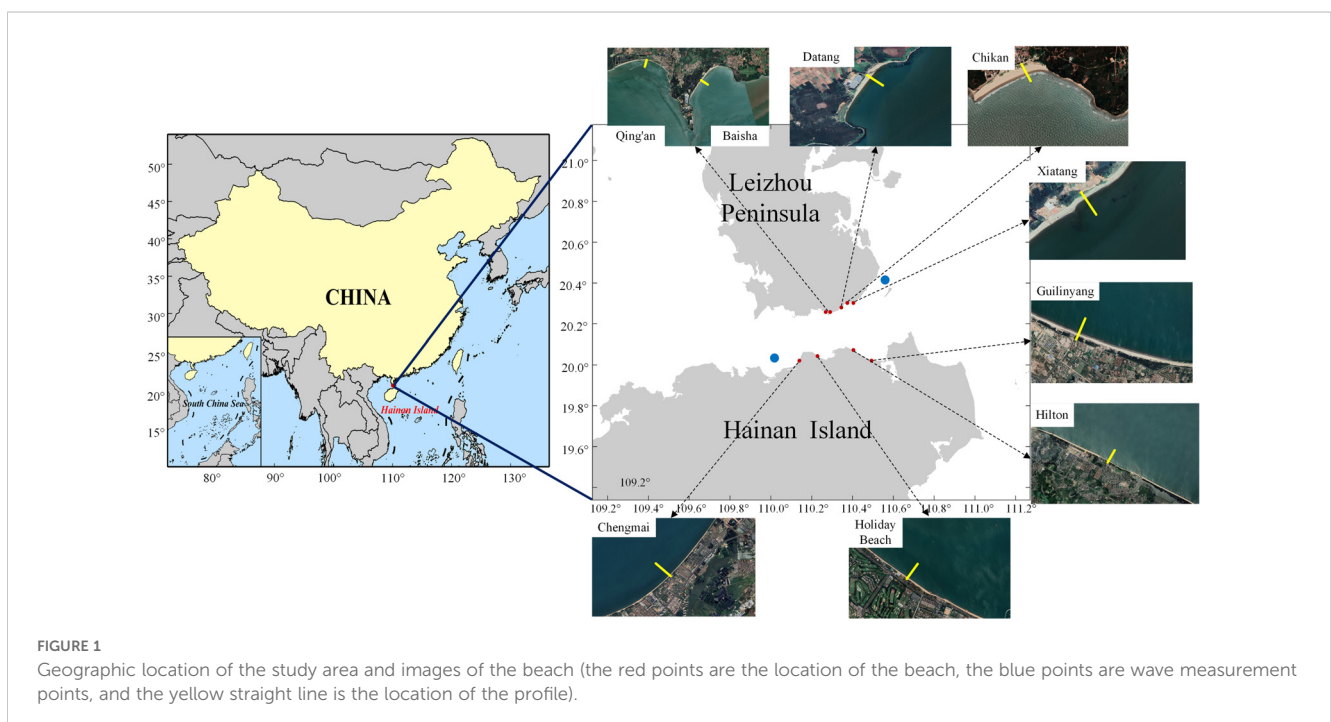 Datang
Chikan
Qing'an
Baisha
Xiatang
Guilinyang
Hilton
Chengmai
Holiday
Beach
50°
45°
40°
35°
30°
25°
20°
15°
CHINA
South China Sea
Hainan Island
80°
90°
100°
110°
120°
130°
21.0°
20.8°
20.6°
20.4°
20.2°
20.0°
19.8°
19.6°
109.2°
Leizhou
Peninsula
Hainan Island
109.2°
109.4°
109.6°
109.8°
110.0°
110.2°
110.4°
110.6°
110.8°
111.0°
111.2°
FIGURE 1
Geographic location of the study area and images of the beach (the red points are the location of the beach, the blue points are wave measurement
points, and the yellow straight line is the location of the profile).